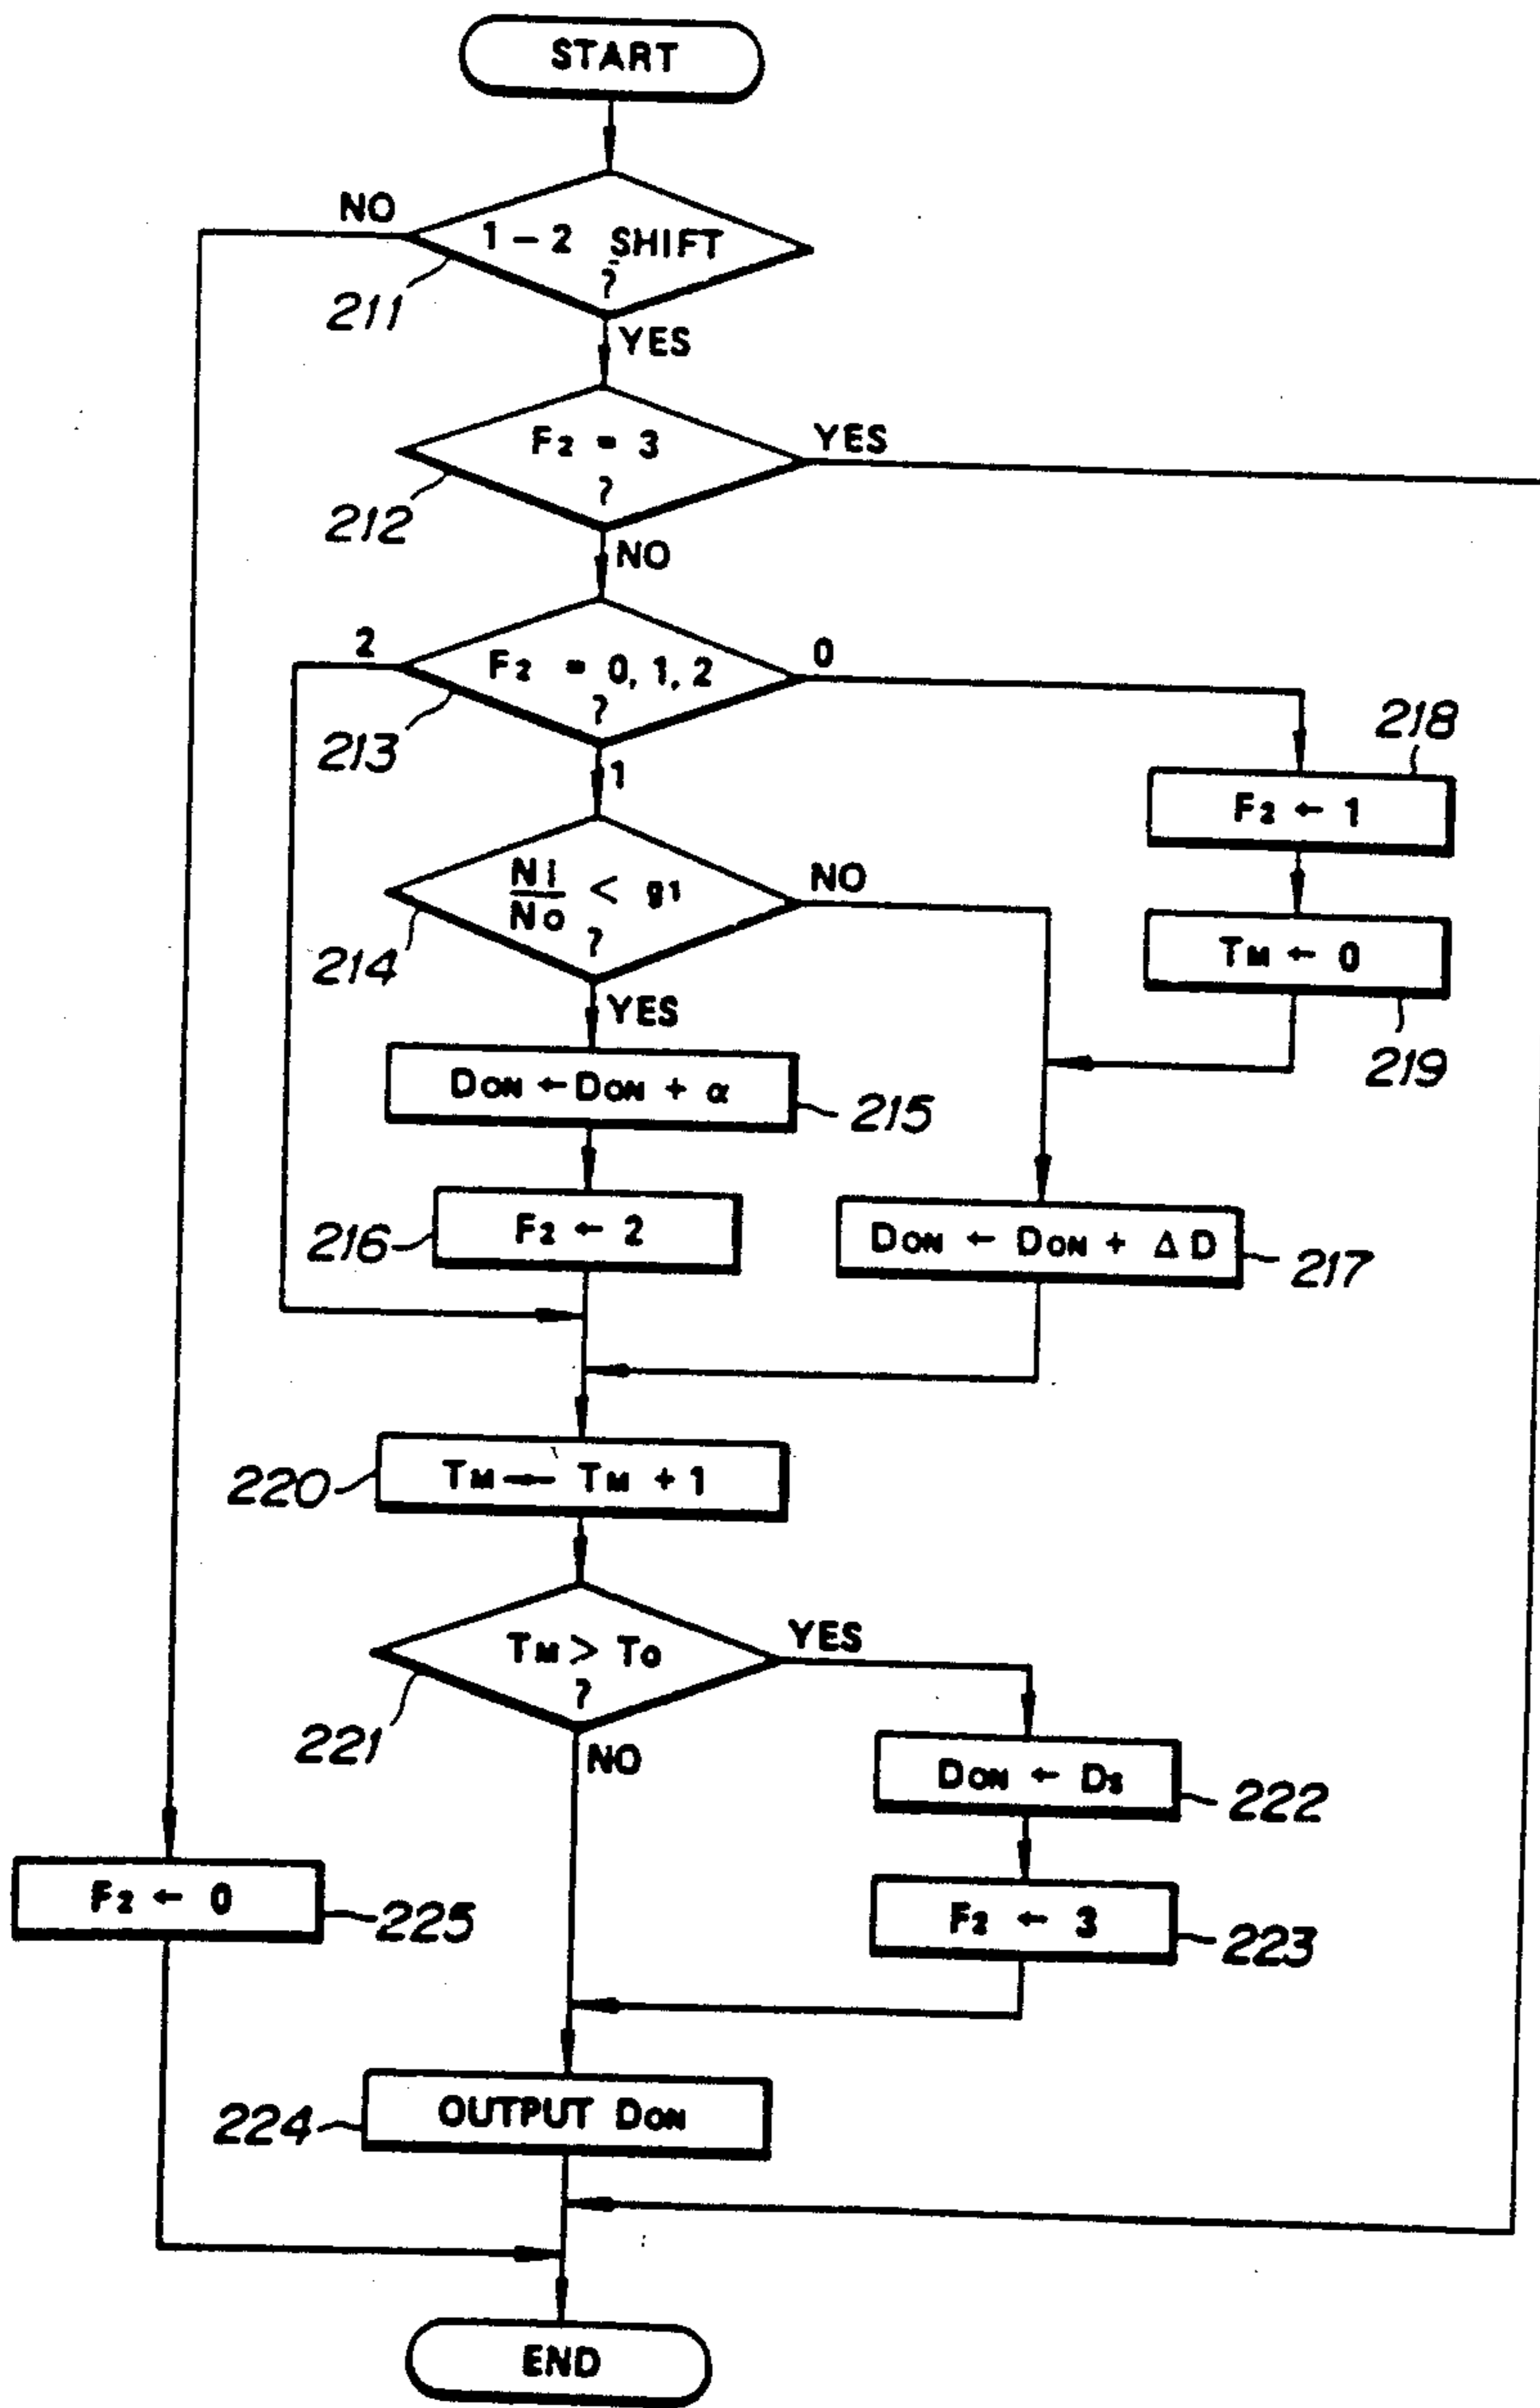 START
NO
1 – 2 SHIFT
?
211
YES
F2 = 3
?
YES
212
NO
2
F2 = 0, 1, 2
?
0
213
1
218
F2 ← 1
NI
No
< g1
?
NO
214
YES
TM ← 0
219
DON ← DON + α
215
F2 ← 2
216
DON ← DON + Δ D
217
TM ← TM + 1
220
TM > To
?
YES
221
NO
DON ← Ds
222
F2 ← 0
225
F2 ← 3
223
OUTPUT DON
224
END